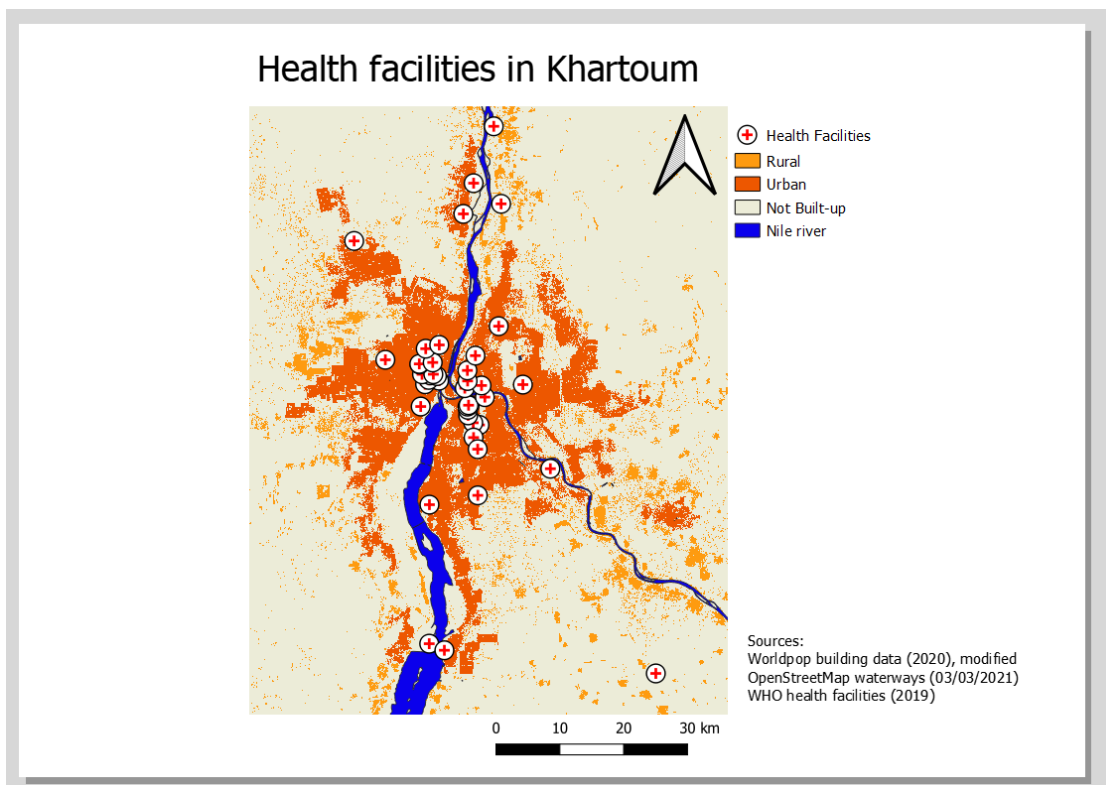 Health facilities in Khartoum
Health Facilities
Rural
Urban
Not Built-up
Nile river
Sources:
Worldpop building data (2020), modified
OpenStreetMap waterways (03/03/2021)
WHO health facilities (2019)
0 10 20 30 km